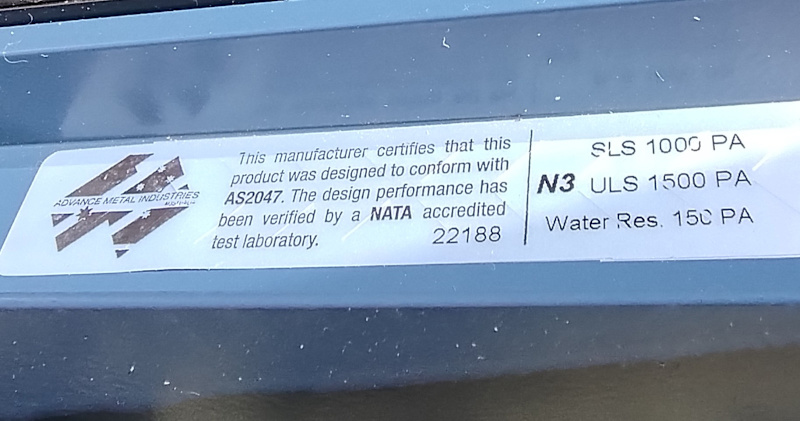 ADVANCE METAL INDUSTRIES
This manufacturer certifies that this
product was designed to conform with
AS2047. The design performance has
been verified by a NATA accredited
test laboratory.
22188
N3
SLS 1000 PA
ULS 1500 PA
Water Res. 150 PA